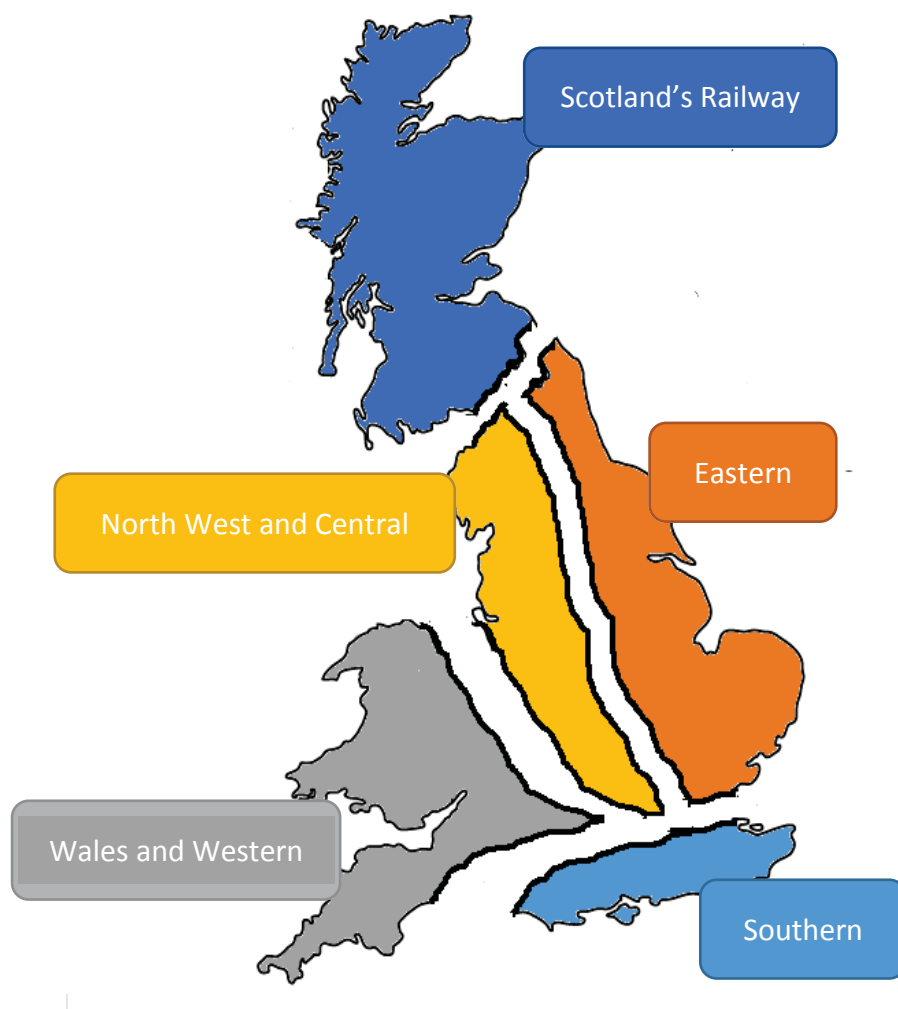 Scotland’s Railway
Eastern
North West and Central
Wales and Western
Southern